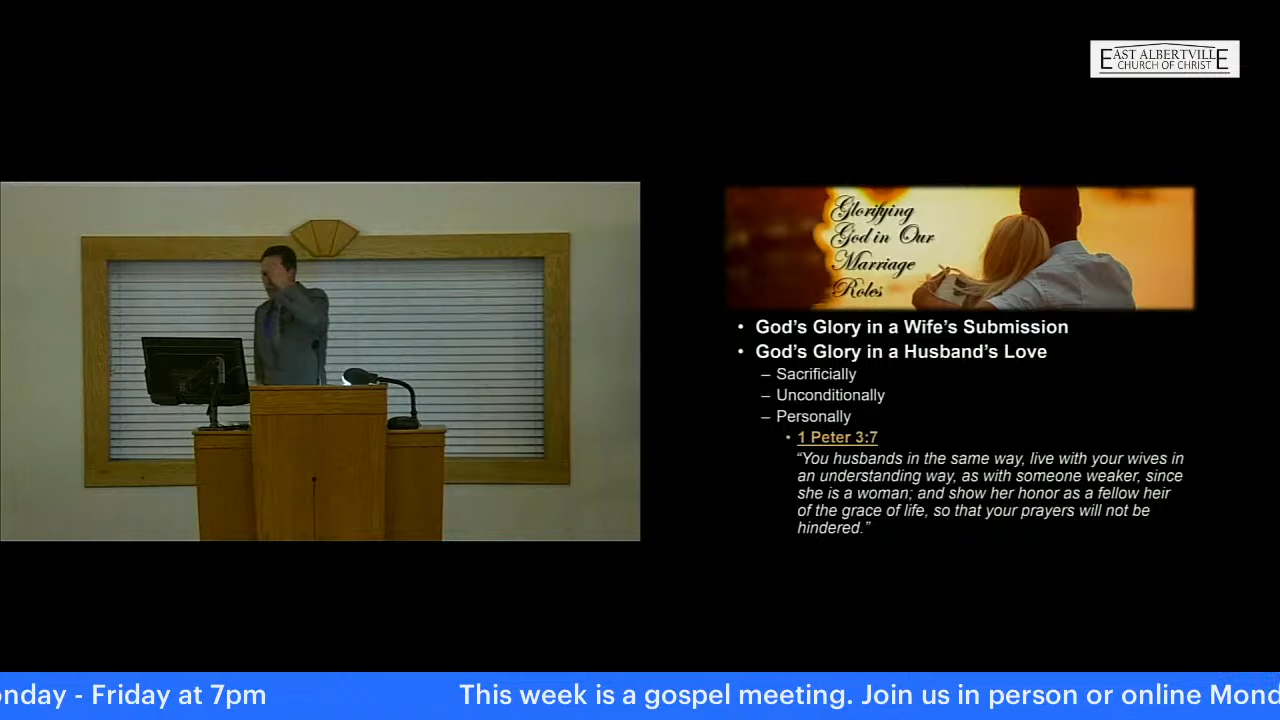 EAST ALBERTVILLE
CHURCH OF CHRIST
Glorifying
God in Our
Marriage
Roles
• God’s Glory in a Wife’s Submission
• God’s Glory in a Husband’s Love
– Sacrificially
– Unconditionally
– Personally
• 1 Peter 3:7
“You husbands in the same way, live with your wives in
an understanding way, as with someone weaker, since
she is a woman; and show her honor as a fellow heir
of the grace of life, so that your prayers will not be
hindered.”
onday - Friday at 7pm This week is a gospel meeting. Join us in person or online Mond